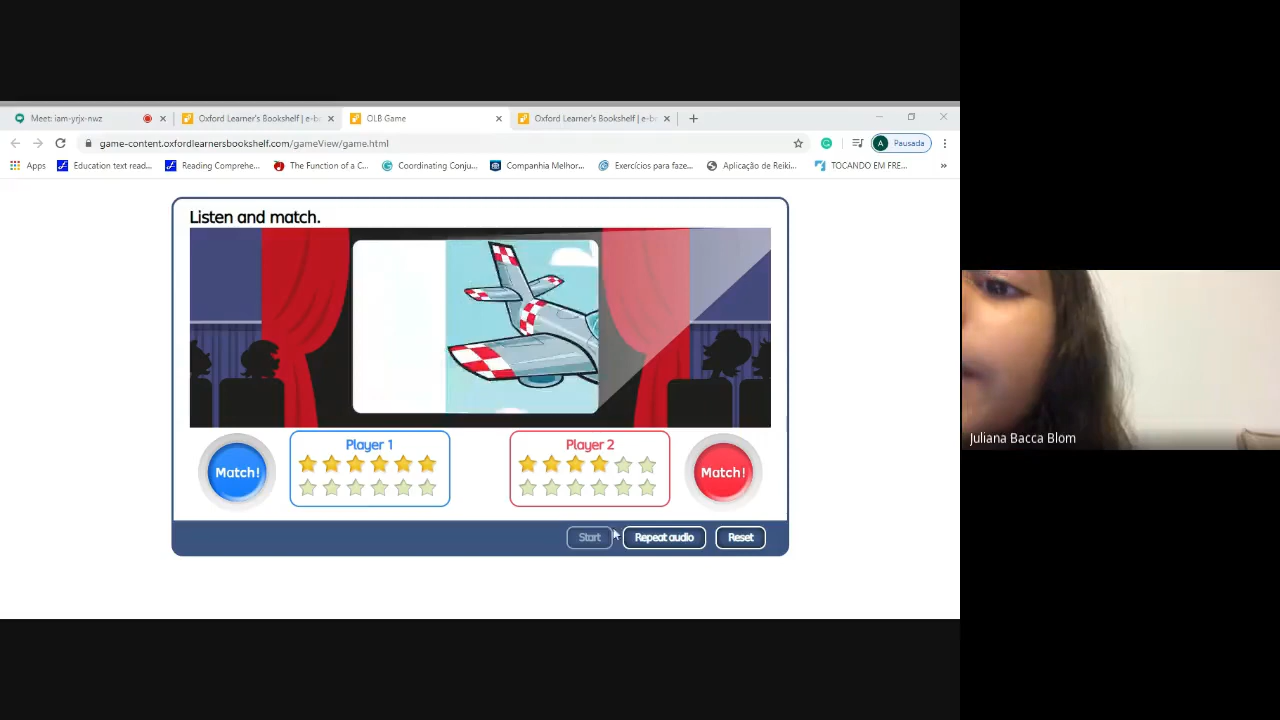 Meet: iam-yrjx-nwz
Oxford Learner's Bookshelf | e-bo
OLB Game
Oxford Learner's Bookshelf | e-bo
game-content.oxfordlearnersbookshelf.com/gameView/game.html
A Pausada
Apps
Education text read...
Reading Comprehe...
The Function of a C...
Coordinating Conju...
Companhia Melhor...
Exercícios para faze...
Aplicação de Reiki...
TOCANDO EM FRE...
»
Listen and match.
Player 1
Player 2
Match!
Match!
Start
Repeat audio
Reset
Juliana Bacca Blom